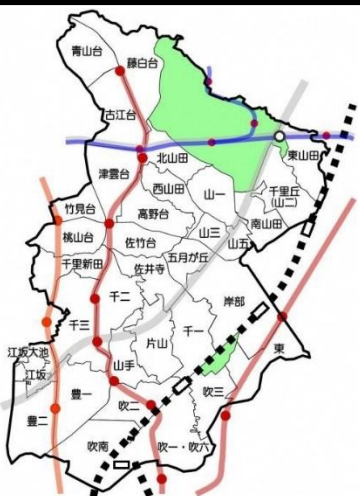 青山台
藤白台
古江台
北山田
東山田
津雲台
西山田
山一
千里丘
(山二)
竹見台
高野台
南山田
桃山台
佐竹台
山三
山五
千里新田
佐井寺
五月が丘
千二
岸部
千三
千一
江坂大池
片山
東
江坂
山手
豊一
吹三
豊二
吹二
吹南
吹一・吹六